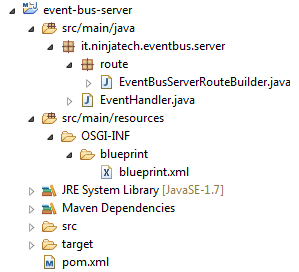 event-bus-server
src/main/java
it.ninjatech.eventbus.server
route
EventBusServerRouteBuilder.java
EventHandler.java
src/main/resources
OSGI-INF
blueprint
blueprint.xml
JRE System Library [JavaSE-1.7]
Maven Dependencies
src
target
pom.xml